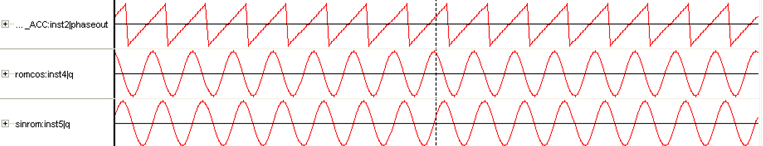 ... _ACC:inst2|phaseout
romcos:inst4|q
sinrom:inst5|q